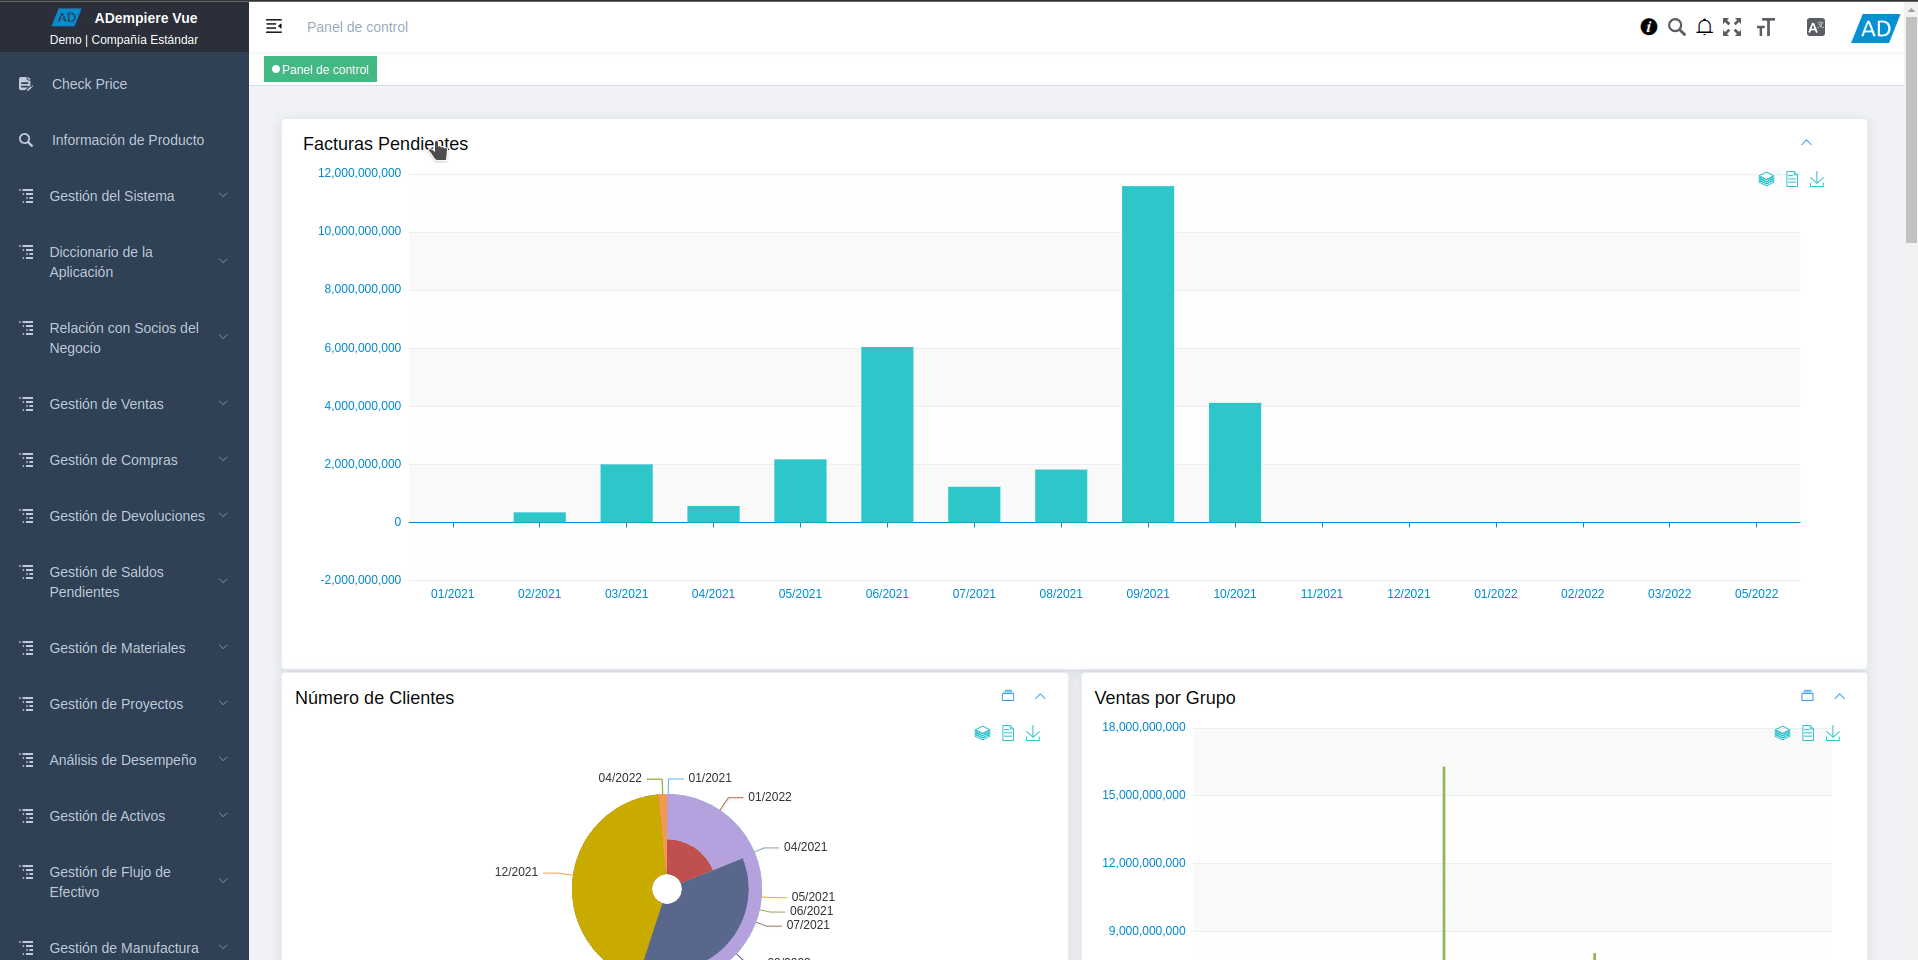 AD ADempiere Vue
Demo | Compañía Estándar
Check Price
Información de Producto
Gestión del Sistema
Diccionario de la
Aplicación
Relación con Socios del
Negocio
Gestión de Ventas
Gestión de Compras
Gestión de Devoluciones
Gestión de Saldos
Pendientes
Gestión de Materiales
Gestión de Proyectos
Análisis de Desempeño
Gestión de Activos
Gestión de Flujo de
Efectivo
Gestión de Manufactura
Panel de control
AD
Panel de control
Facturas Pendientes
12,000,000,000
10,000,000,000
8,000,000,000
6,000,000,000
4,000,000,000
2,000,000,000
0
-2,000,000,000
01/2021 02/2021 03/2021 04/2021 05/2021 06/2021 07/2021 08/2021 09/2021 10/2021 11/2021 12/2021 01/2022 02/2022 03/2022 05/2022
Número de Clientes
04/2022 01/2021
01/2022
04/2021
12/2021
05/2021
06/2021
07/2021
Ventas por Grupo
18,000,000,000
15,000,000,000
12,000,000,000
9,000,000,000